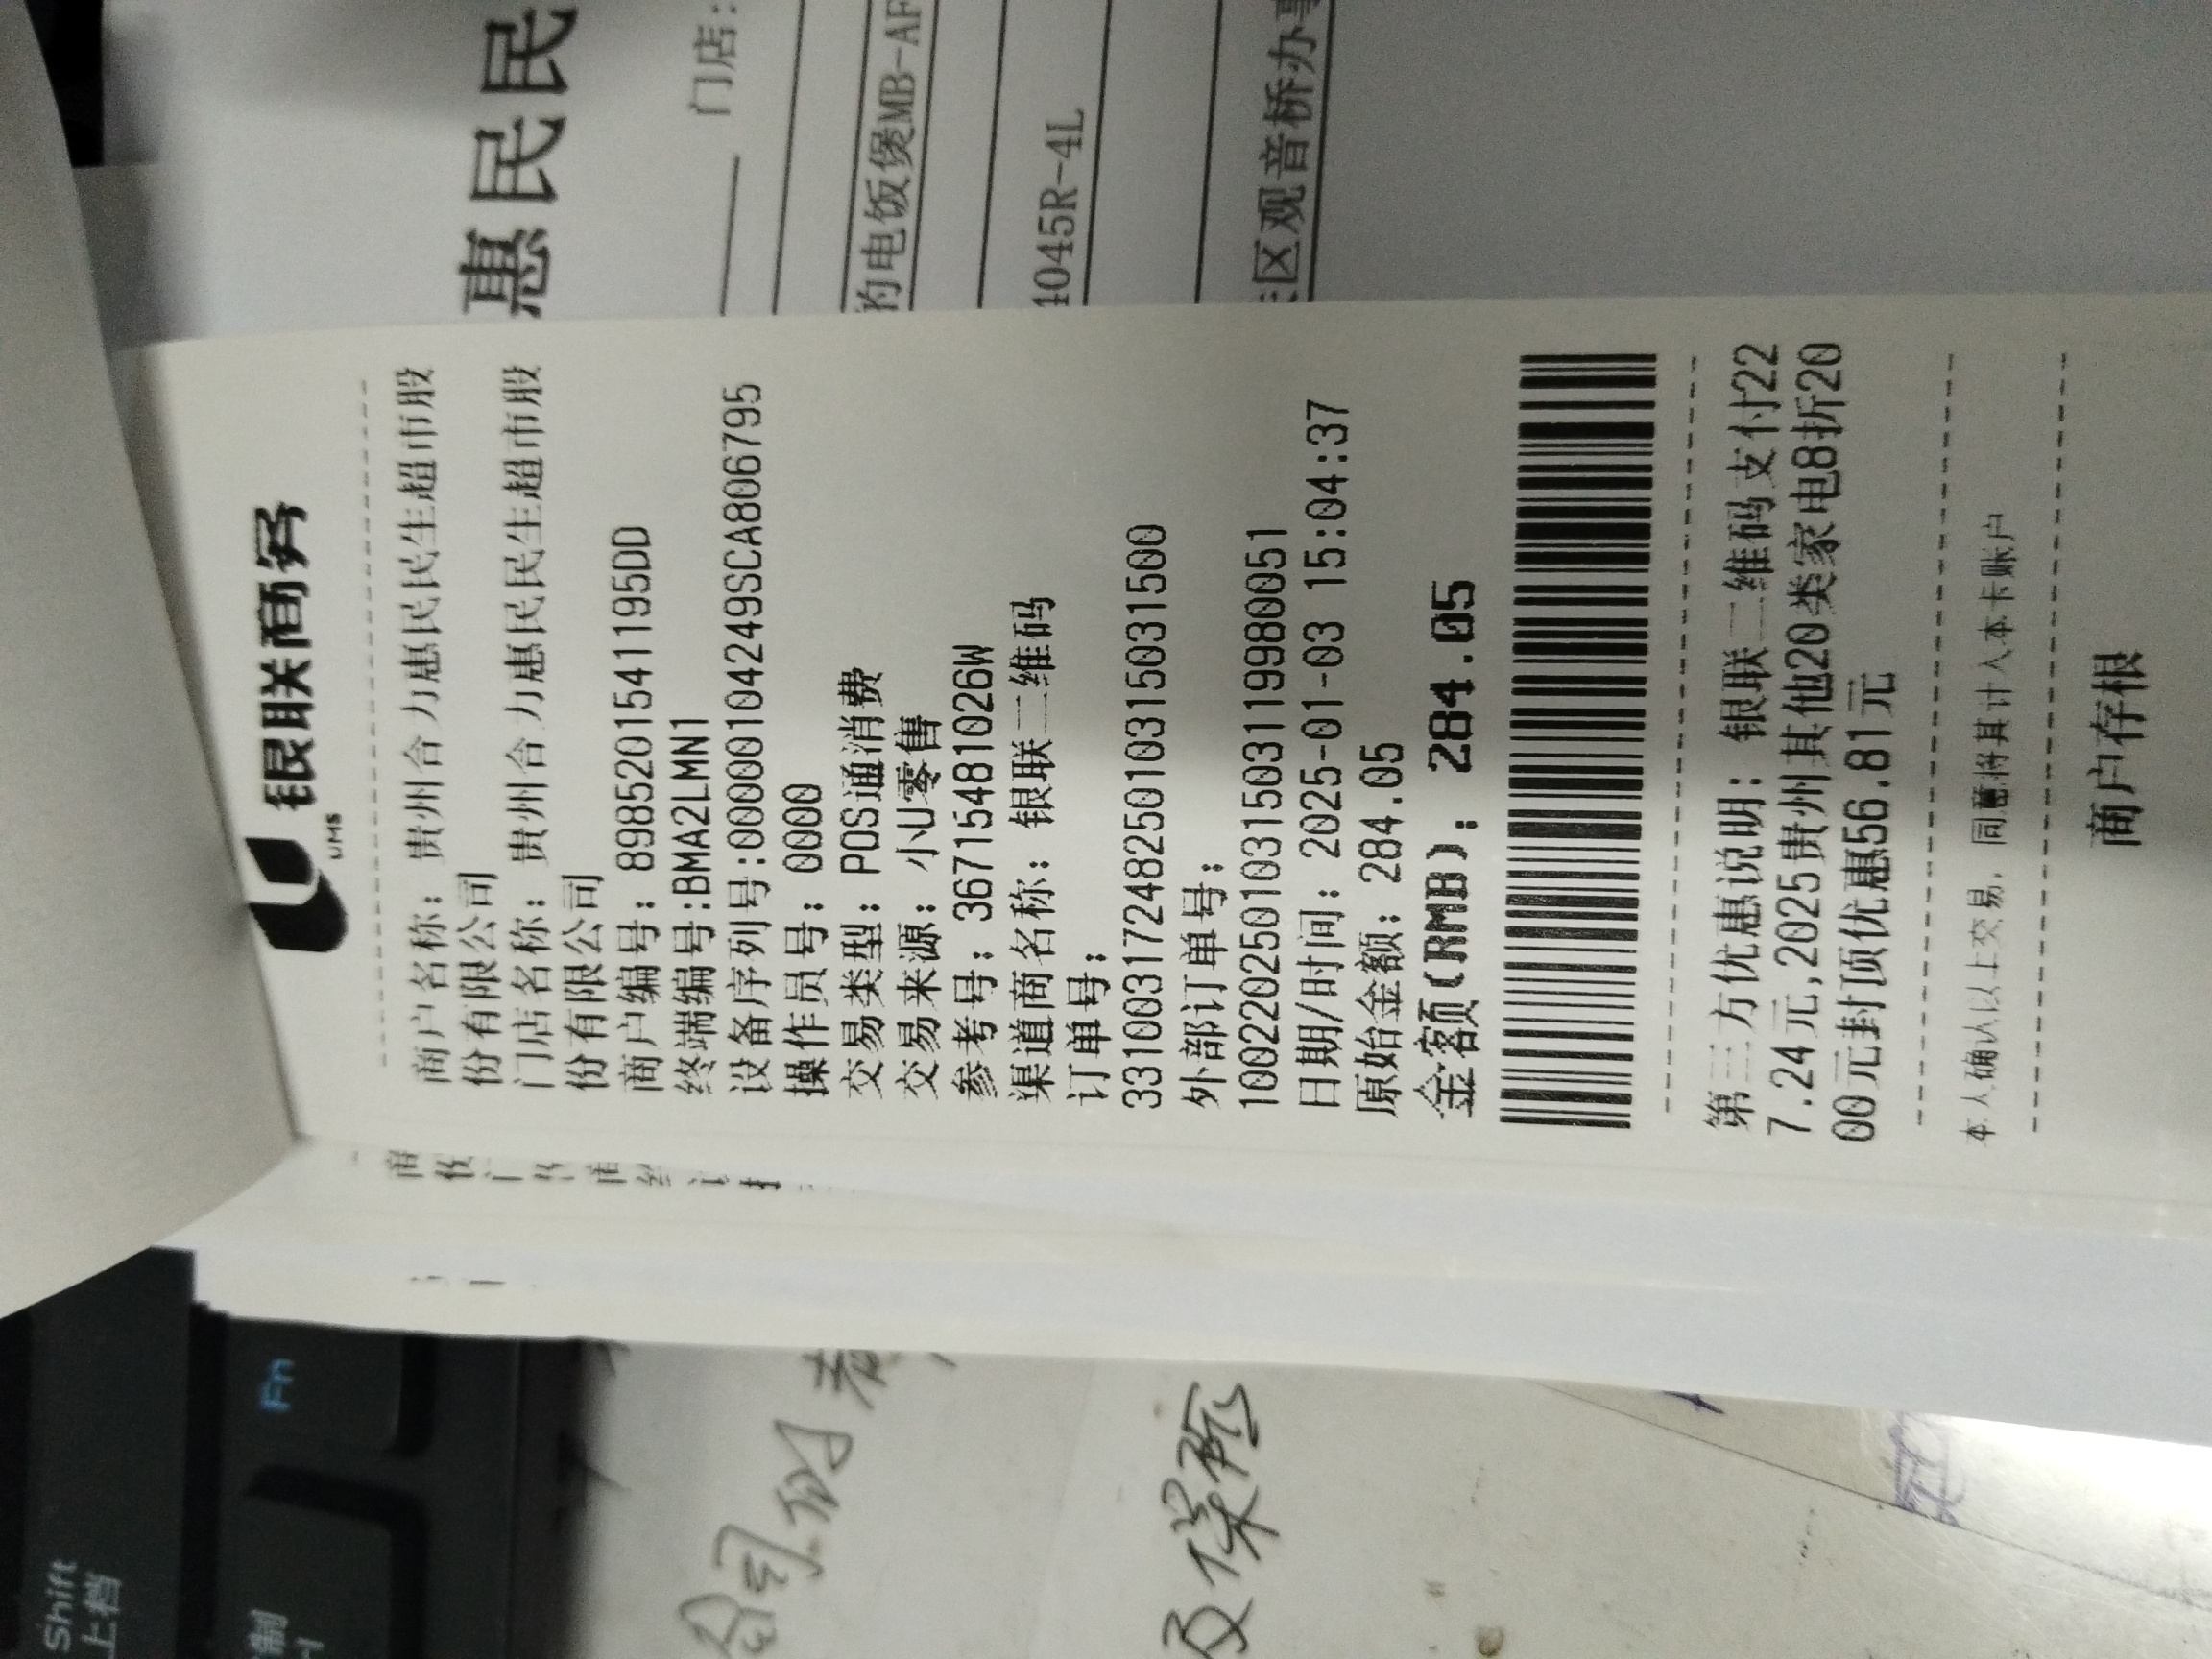 银联商务
UMS
商户名称: 贵州合力惠民民生超市股
份有限公司
门店名称: 贵州合力惠民民生超市股
份有限公司
商户编号: 8985201541195DD
终端编号:BMA2LMN1
设备序列号:00000104249SCA806795
操作员号: 0000
交易类型: POS通消费
交易来源: 小U零售
参考号: 36715481026W
渠道商名称: 银联二维码
订单号:
33100317248250103150315​00
外部订单号:
10022025010315031199​80051
日期/时间: 2025-01-03 15:04:37
原始金额: 284.05
金额(RMB): 284.05
第三方优惠说明: 银联二维码支付22
7.24元,2025贵州其他20类家电8折20
00元封顶优惠56.81元
本人确认以上交易, 同意将其计入本卡账户
商户存根
惠民民
门店:
的电饭煲MB-AF
4045R-4L
区观音桥办事
Shift
上档
Fn
公司
及保险